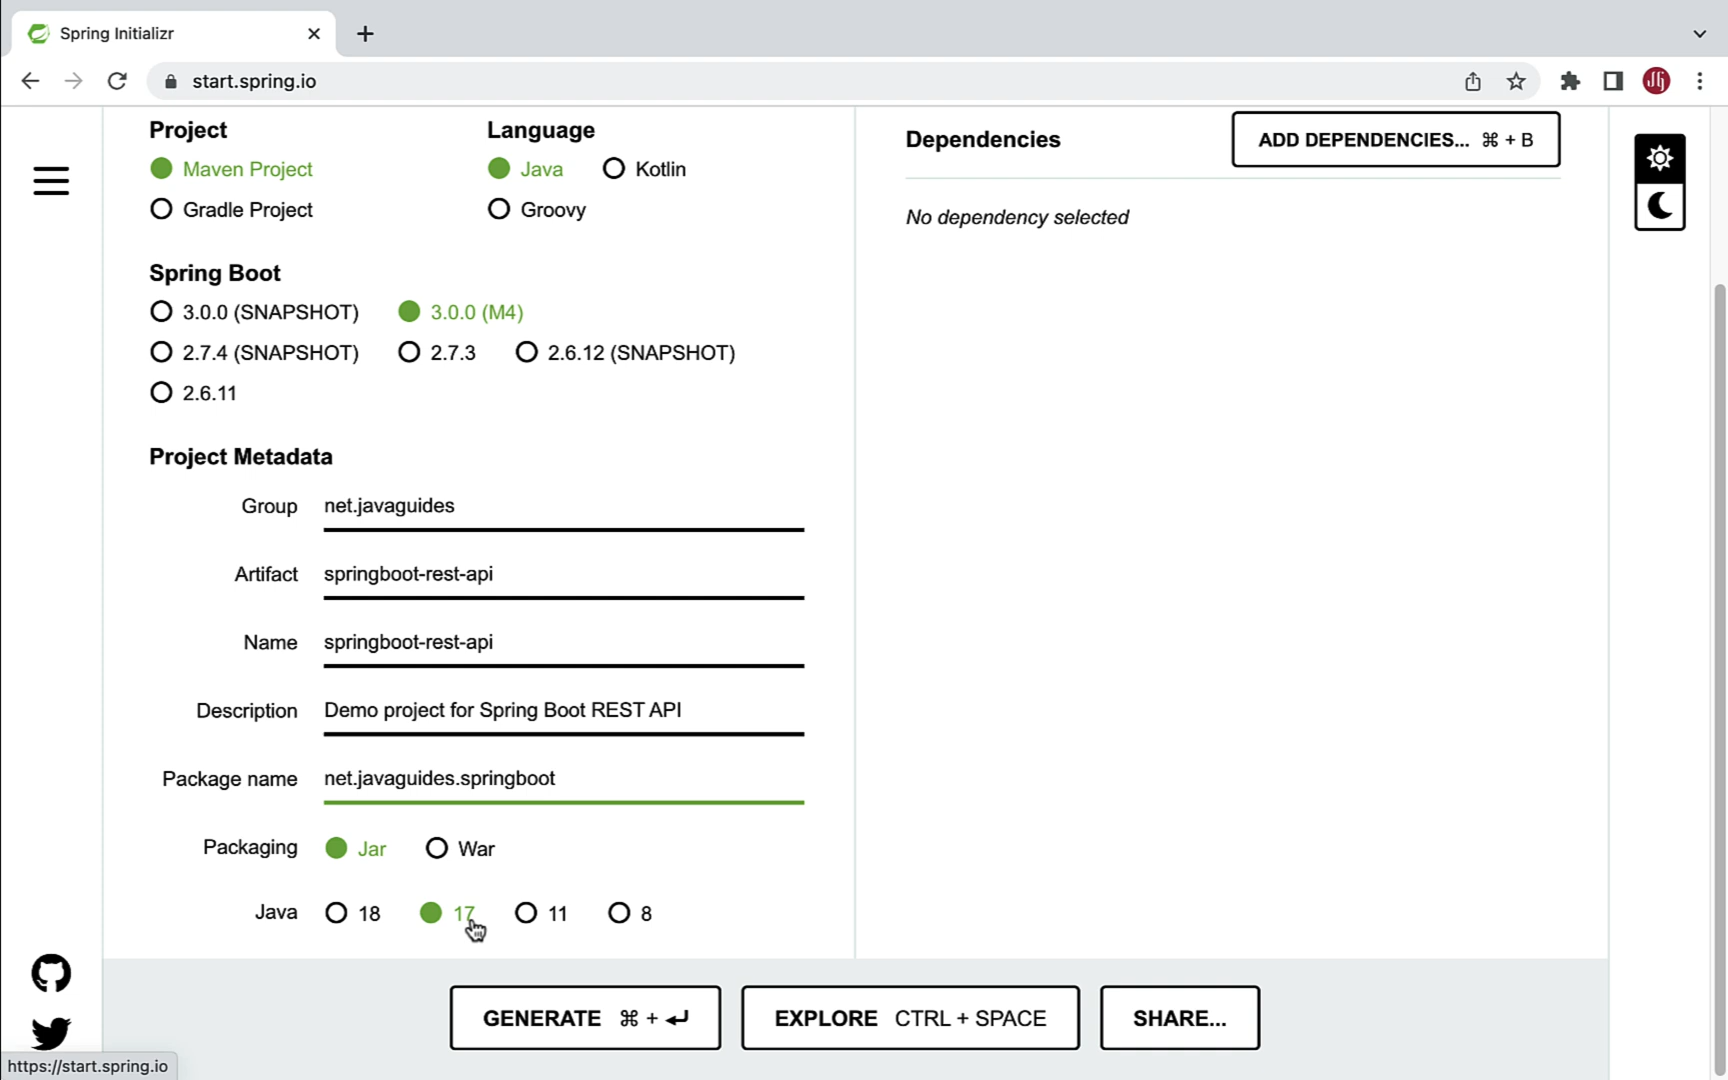 Spring Initializr
start.spring.io
Project
Maven Project
Gradle Project
Language
Java Kotlin
Groovy
Spring Boot
3.0.0 (SNAPSHOT) 3.0.0 (M4)
2.7.4 (SNAPSHOT) 2.7.3 2.6.12 (SNAPSHOT)
2.6.11
Project Metadata
Group net.javaguides
Artifact springboot-rest-api
Name springboot-rest-api
Description Demo project for Spring Boot REST API
Package name net.javaguides.springboot
Packaging Jar War
Java 18 17 11 8
Dependencies
ADD DEPENDENCIES... ⌘ + B
No dependency selected
GENERATE ⌘ + ⏎
EXPLORE CTRL + SPACE
SHARE...
https://start.spring.io